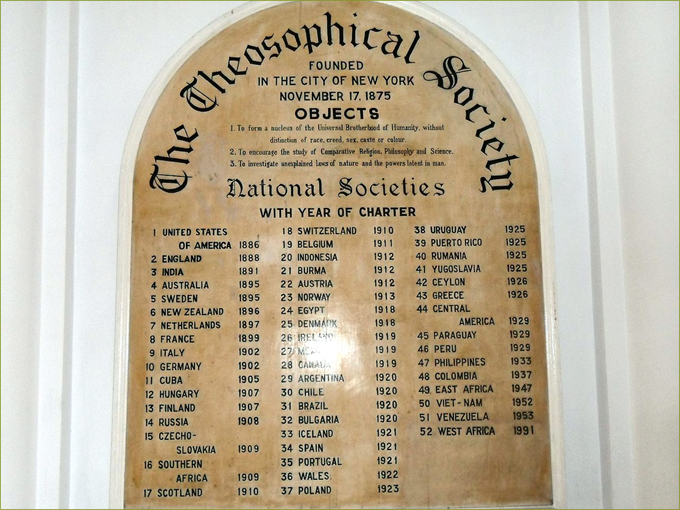 The Theosophical Society
FOUNDED
IN THE CITY OF NEW YORK
NOVEMBER 17, 1875
OBJECTS
1. To form a nucleus of the Universal Brotherhood of Humanity, without
distinction of race, creed, sex, caste or colour.
2. To encourage the study of Comparative Religion, Philosophy and Science.
3. To investigate unexplained laws of nature and the powers latent in man.
National Societies
WITH YEAR OF CHARTER
1 UNITED STATES
OF AMERICA 1886
2 ENGLAND 1888
3 INDIA 1891
4 AUSTRALIA 1895
5 SWEDEN 1895
6 NEW ZEALAND 1896
7 NETHERLANDS 1897
8 FRANCE 1899
9 ITALY 1902
10 GERMANY 1902
11 CUBA 1905
12 HUNGARY 1907
13 FINLAND 1907
14 RUSSIA 1908
15 CZECHO-
SLOVAKIA 1909
16 SOUTHERN
AFRICA 1909
17 SCOTLAND 1910
18 SWITZERLAND 1910
19 BELGIUM 1911
20 INDONESIA 1912
21 BURMA 1912
22 AUSTRIA 1912
23 NORWAY 1913
24 EGYPT 1918
25 DENMARK 1918
26 IRELAND 1919
27 1919
28 CANADA 1919
29 ARGENTINA 1920
30 CHILE 1920
31 BRAZIL 1920
32 BULGARIA 1920
33 ICELAND 1921
34 SPAIN 1921
35 PORTUGAL 1921
36 WALES 1922
37 POLAND 1923
38 URUGUAY 1925
39 PUERTO RICO 1925
40 RUMANIA 1925
41 YUGOSLAVIA 1925
42 CEYLON 1926
43 GREECE 1926
44 CENTRAL
AMERICA 1929
45 PARAGUAY 1929
46 PERU 1929
47 PHILIPPINES 1933
48 COLOMBIA 1937
49 EAST AFRICA 1947
50 VIET-NAM 1952
51 VENEZUELA 1953
52 WEST AFRICA 1991